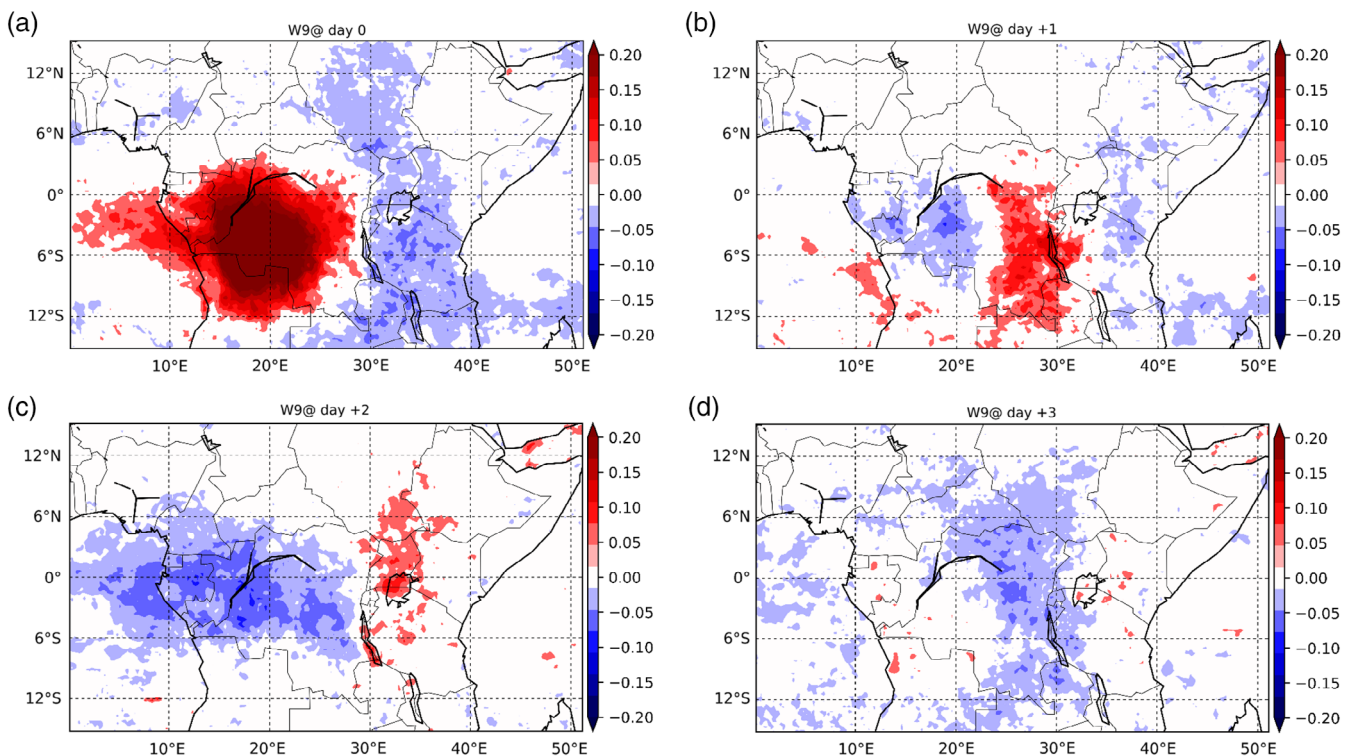 (a)
W9@ day 0
12°N
6°N
0°
6°S
12°S
10°E 20°E 30°E 40°E 50°E
0.20
0.15
0.10
0.05
0.00
−0.05
−0.10
−0.15
−0.20
(b)
W9@ day +1
12°N
6°N
0°
6°S
12°S
10°E 20°E 30°E 40°E 50°E
0.20
0.15
0.10
0.05
0.00
−0.05
−0.10
−0.15
−0.20
(c)
W9@ day +2
12°N
6°N
0°
6°S
12°S
10°E 20°E 30°E 40°E 50°E
0.20
0.15
0.10
0.05
0.00
−0.05
−0.10
−0.15
−0.20
(d)
W9@ day +3
12°N
6°N
0°
6°S
12°S
10°E 20°E 30°E 40°E 50°E
0.20
0.15
0.10
0.05
0.00
−0.05
−0.10
−0.15
−0.20